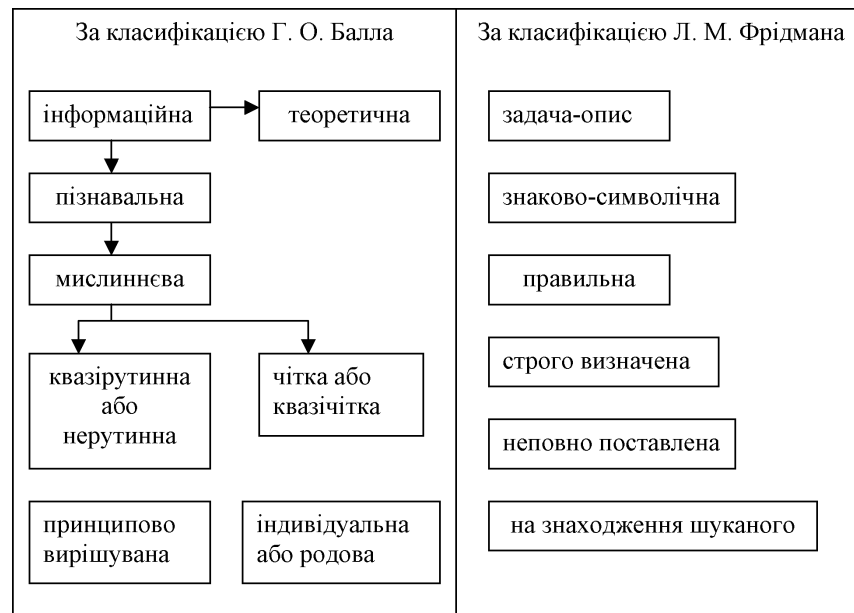 За класифікацією Г. О. Балла
інформаційна
теоретична
пізнавальна
мислиннєва
квазірутинна
або
нерутинна
чітка або
квазічітка
принципово
вирішувана
індивідуальна
або родова
За класифікацією Л. М. Фрідмана
задача-опис
знаково-символічна
правильна
строго визначена
неповно поставлена
на знаходження шуканого